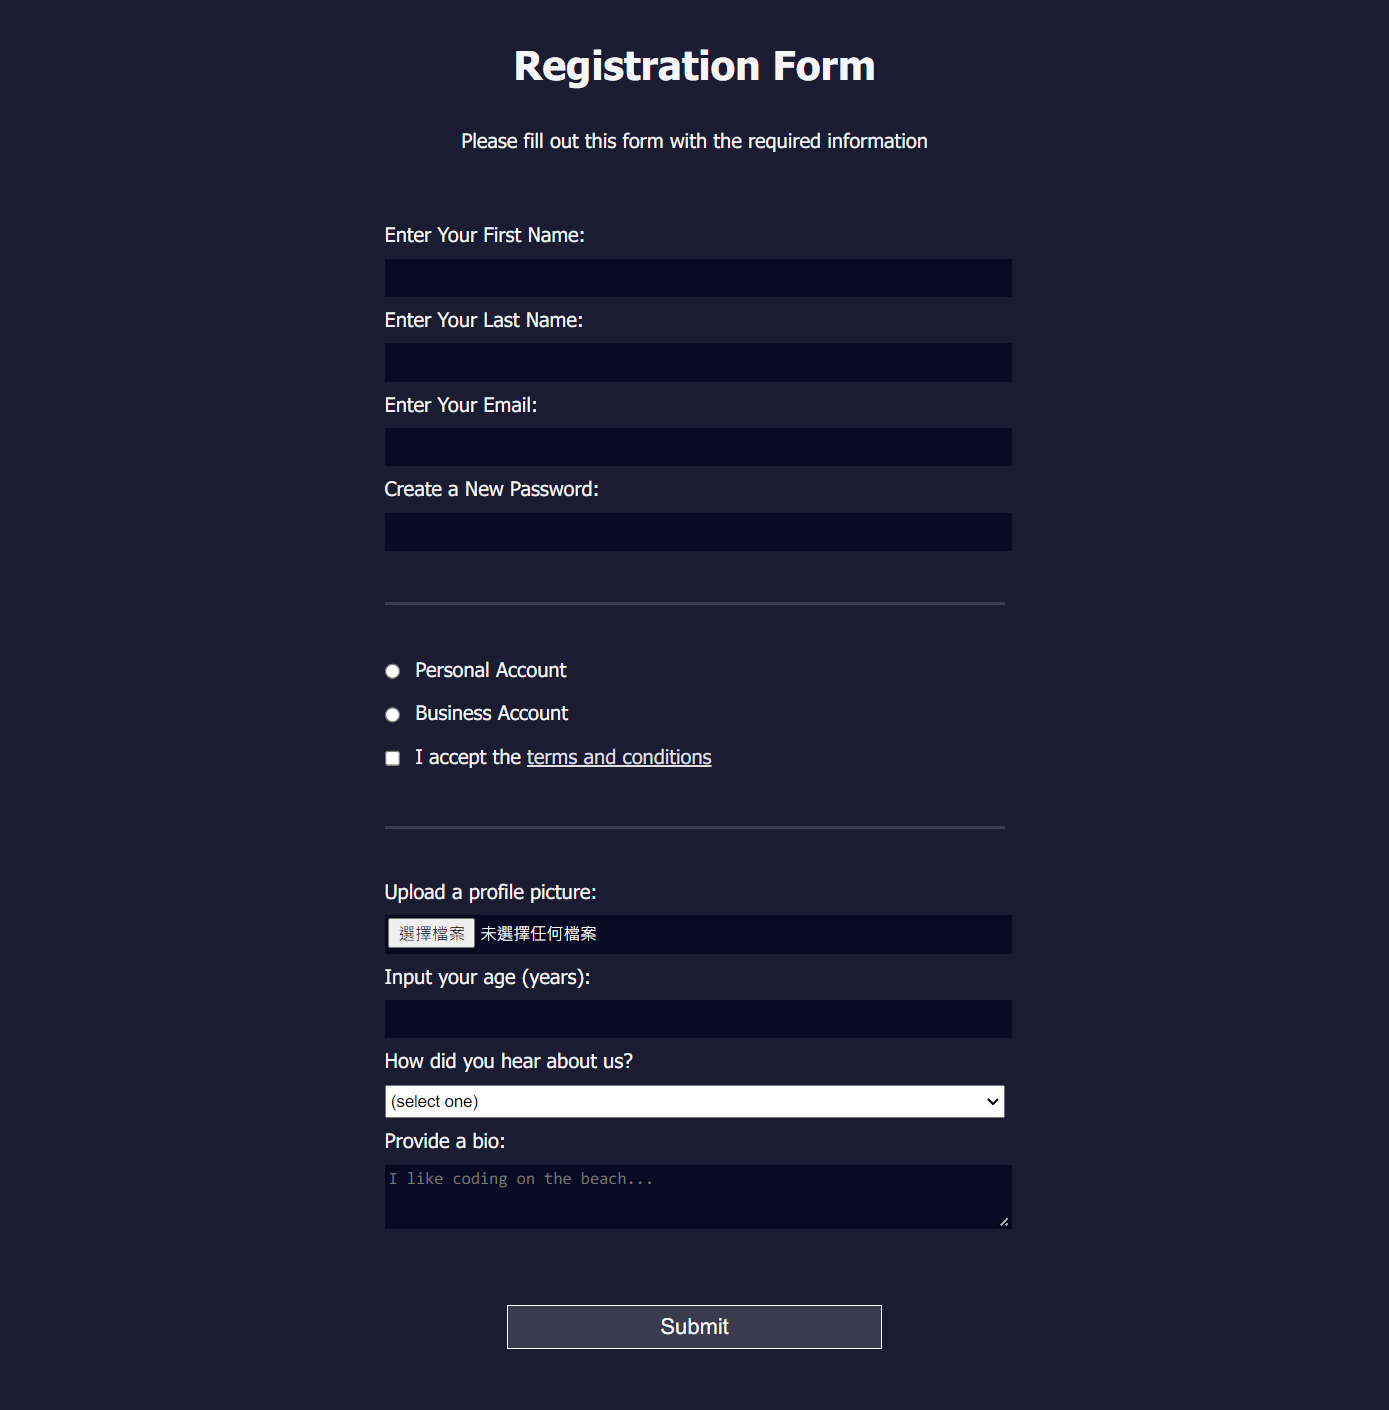 Registration Form
Please fill out this form with the required information
Enter Your First Name:
Enter Your Last Name:
Enter Your Email:
Create a New Password:
Personal Account
Business Account
I accept the terms and conditions
Upload a profile picture:
選擇檔案 未選擇任何檔案
Input your age (years):
How did you hear about us?
(select one)
Provide a bio:
I like coding on the beach...
Submit